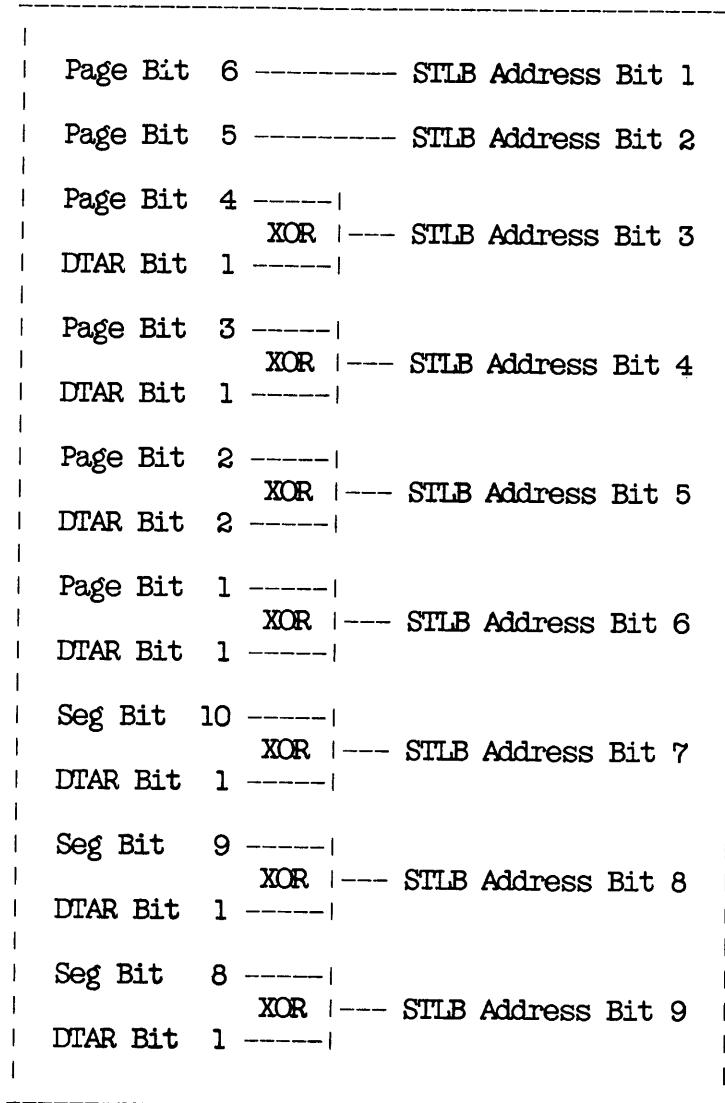 Page Bit 6 --------- STLB Address Bit 1
Page Bit 5 --------- STLB Address Bit 2
Page Bit 4 -----|
XOR |--- STLB Address Bit 3
DTAR Bit 1 -----|
Page Bit 3 -----|
XOR |--- STLB Address Bit 4
DTAR Bit 1 -----|
Page Bit 2 -----|
XOR |--- STLB Address Bit 5
DTAR Bit 2 -----|
Page Bit 1 -----|
XOR |--- STLB Address Bit 6
DTAR Bit 1 -----|
Seg Bit 10 -----|
XOR |--- STLB Address Bit 7
DTAR Bit 1 -----|
Seg Bit 9 -----|
XOR |--- STLB Address Bit 8
DTAR Bit 1 -----|
Seg Bit 8 -----|
XOR |--- STLB Address Bit 9
DTAR Bit 1 -----|